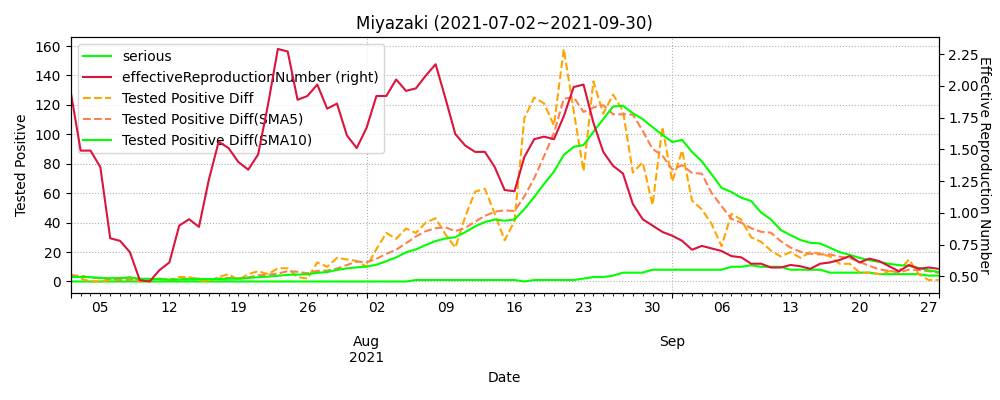 Miyazaki (2021-07-02~2021-09-30)
serious
effectiveReproductionNumber (right)
Tested Positive Diff
Tested Positive Diff(SMA5)
Tested Positive Diff(SMA10)
Tested Positive
160
140
120
100
80
60
40
20
0
2.25
2.00
1.75
1.50
1.25
1.00
0.75
0.50
Effective Reproduction Number
05 12 19 26 02 09 16 23 30 06 13 20 27
Aug Sep
2021
Date